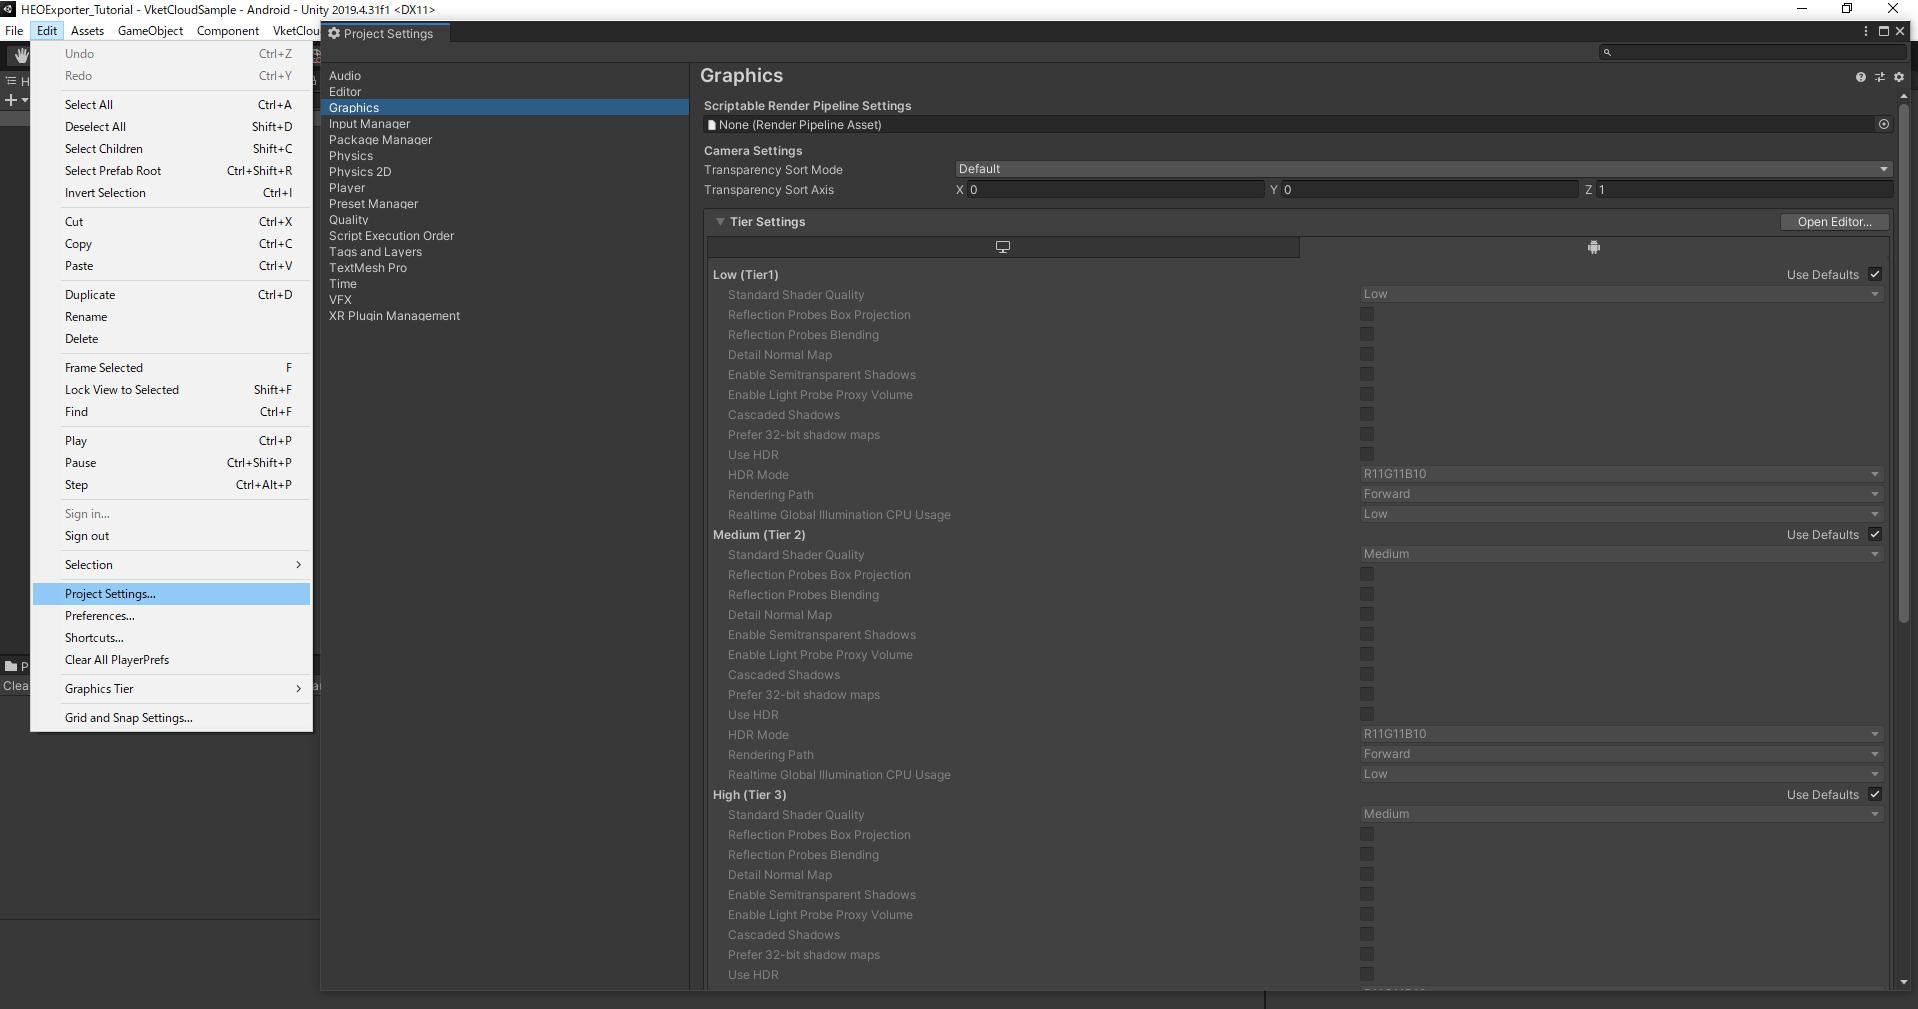 HEOExporter_Tutorial - VketCloudSample - Android - Unity 2019.4.31f1 <DX11>
File Edit Assets GameObject Component VketClou
Undo Ctrl+Z
Redo Ctrl+Y
Select All Ctrl+A
Deselect All Shift+D
Select Children Shift+C
Select Prefab Root Ctrl+Shift+R
Invert Selection Ctrl+I
Cut Ctrl+X
Copy Ctrl+C
Paste Ctrl+V
Duplicate Ctrl+D
Rename
Delete
Frame Selected F
Lock View to Selected Shift+F
Find Ctrl+F
Play Ctrl+P
Pause Ctrl+Shift+P
Step Ctrl+Alt+P
Sign in...
Sign out
Selection
Project Settings...
Preferences...
Shortcuts...
Clear All PlayerPrefs
Graphics Tier
Grid and Snap Settings...
H
P
Clea
Project Settings
Audio
Editor
Graphics
Input Manager
Package Manager
Physics
Physics 2D
Player
Preset Manager
Quality
Script Execution Order
Tags and Layers
TextMesh Pro
Time
VFX
XR Plugin Management
Graphics
Scriptable Render Pipeline Settings
None (Render Pipeline Asset)
Camera Settings
Transparency Sort Mode Default
Transparency Sort Axis X 0 Y 0 Z 1
Tier Settings Open Editor...
Low (Tier1) Use Defaults
Standard Shader Quality Low
Reflection Probes Box Projection
Reflection Probes Blending
Detail Normal Map
Enable Semitransparent Shadows
Enable Light Probe Proxy Volume
Cascaded Shadows
Prefer 32-bit shadow maps
Use HDR
HDR Mode R11G11B10
Rendering Path Forward
Realtime Global Illumination CPU Usage Low
Medium (Tier 2) Use Defaults
Standard Shader Quality Medium
Reflection Probes Box Projection
Reflection Probes Blending
Detail Normal Map
Enable Semitransparent Shadows
Enable Light Probe Proxy Volume
Cascaded Shadows
Prefer 32-bit shadow maps
Use HDR
HDR Mode R11G11B10
Rendering Path Forward
Realtime Global Illumination CPU Usage Low
High (Tier 3) Use Defaults
Standard Shader Quality Medium
Reflection Probes Box Projection
Reflection Probes Blending
Detail Normal Map
Enable Semitransparent Shadows
Enable Light Probe Proxy Volume
Cascaded Shadows
Prefer 32-bit shadow maps
Use HDR